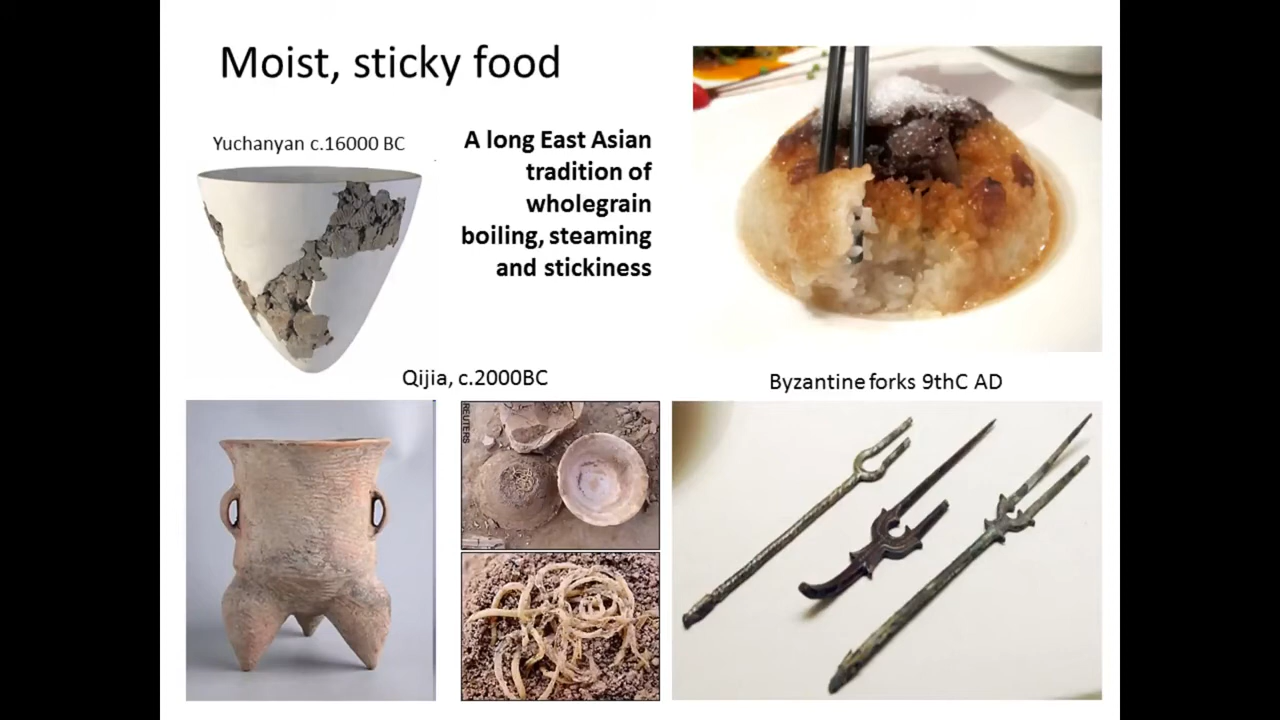 Moist, sticky food
Yuchanyan c.16000 BC
A long East Asian
tradition of
wholegrain
boiling, steaming
and stickiness
Qijia, c.2000BC
Byzantine forks 9thC AD
REUTERS